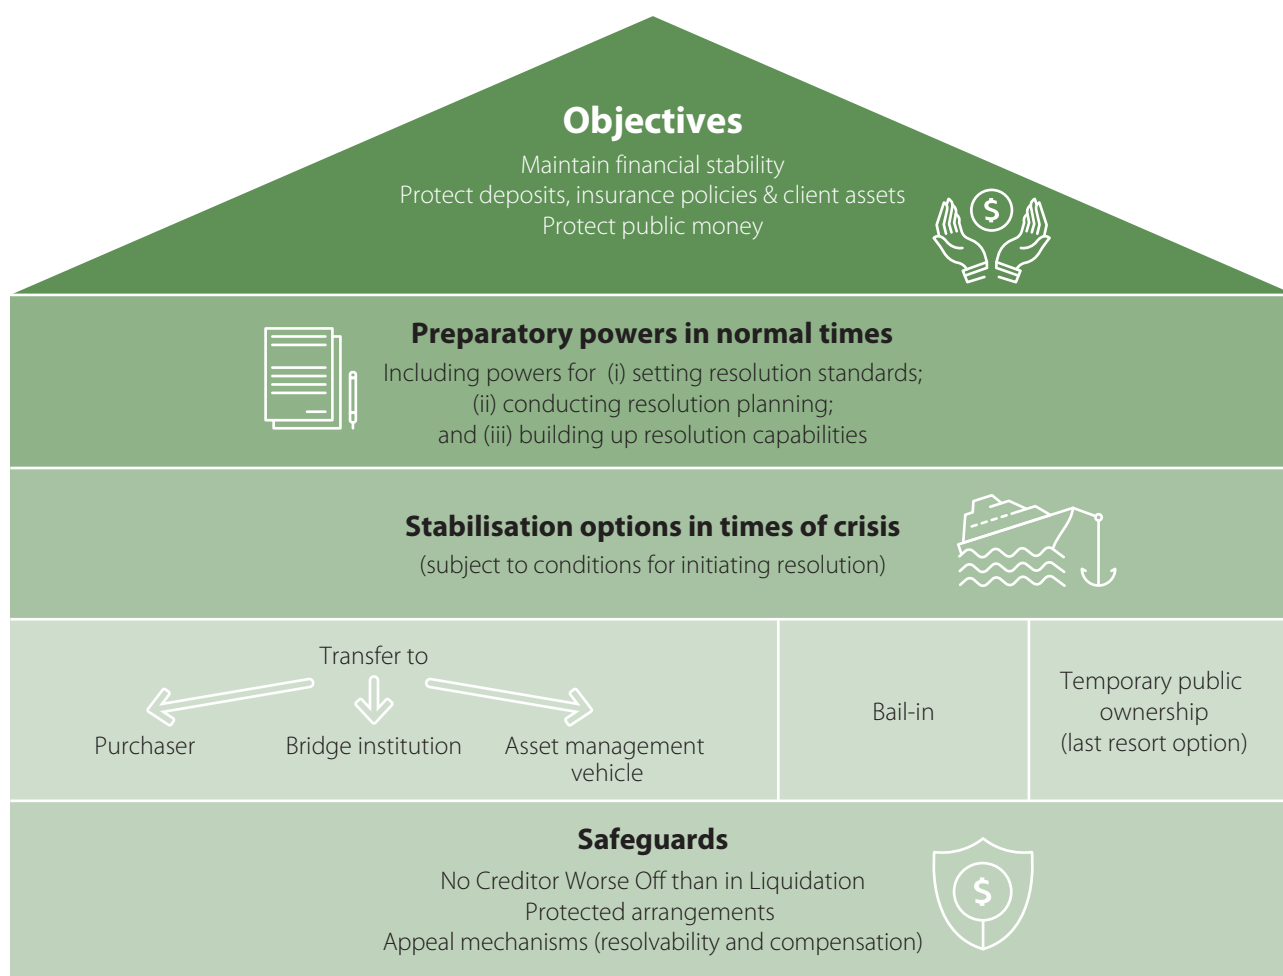 Objectives
Maintain financial stability
Protect deposits, insurance policies & client assets
Protect public money
$
Preparatory powers in normal times
Including powers for (i) setting resolution standards;
(ii) conducting resolution planning;
and (iii) building up resolution capabilities
Stabilisation options in times of crisis
(subject to conditions for initiating resolution)
Transfer to
Purchaser
Bridge institution
Asset management
vehicle
Bail-in
Temporary public
ownership
(last resort option)
Safeguards
No Creditor Worse Off than in Liquidation
Protected arrangements
Appeal mechanisms (resolvability and compensation)
$